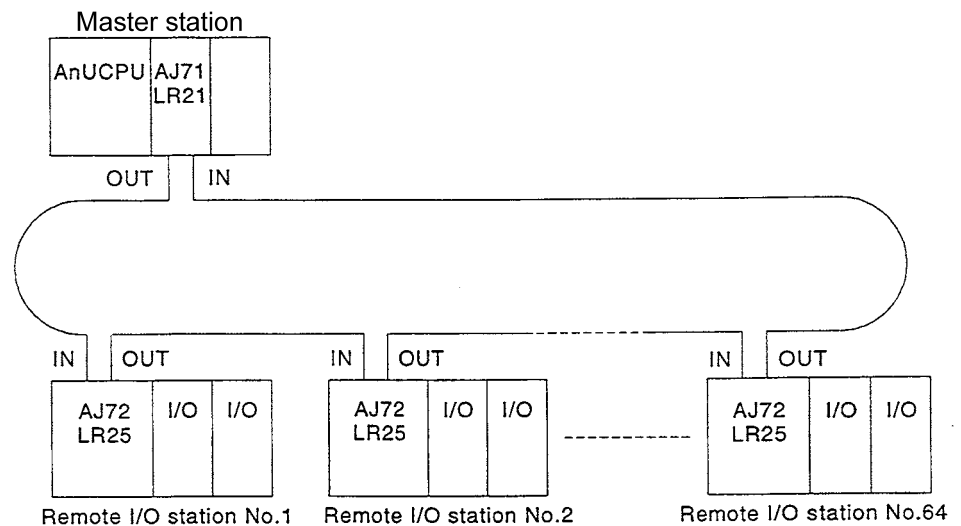 Master station
AnUCPU AJ71
LR21
OUT IN
IN OUT IN OUT IN OUT
AJ72
LR25 I/O I/O
AJ72
LR25 I/O I/O
AJ72
LR25 I/O I/O
Remote I/O station No.1 Remote I/O station No.2 Remote I/O station No.64